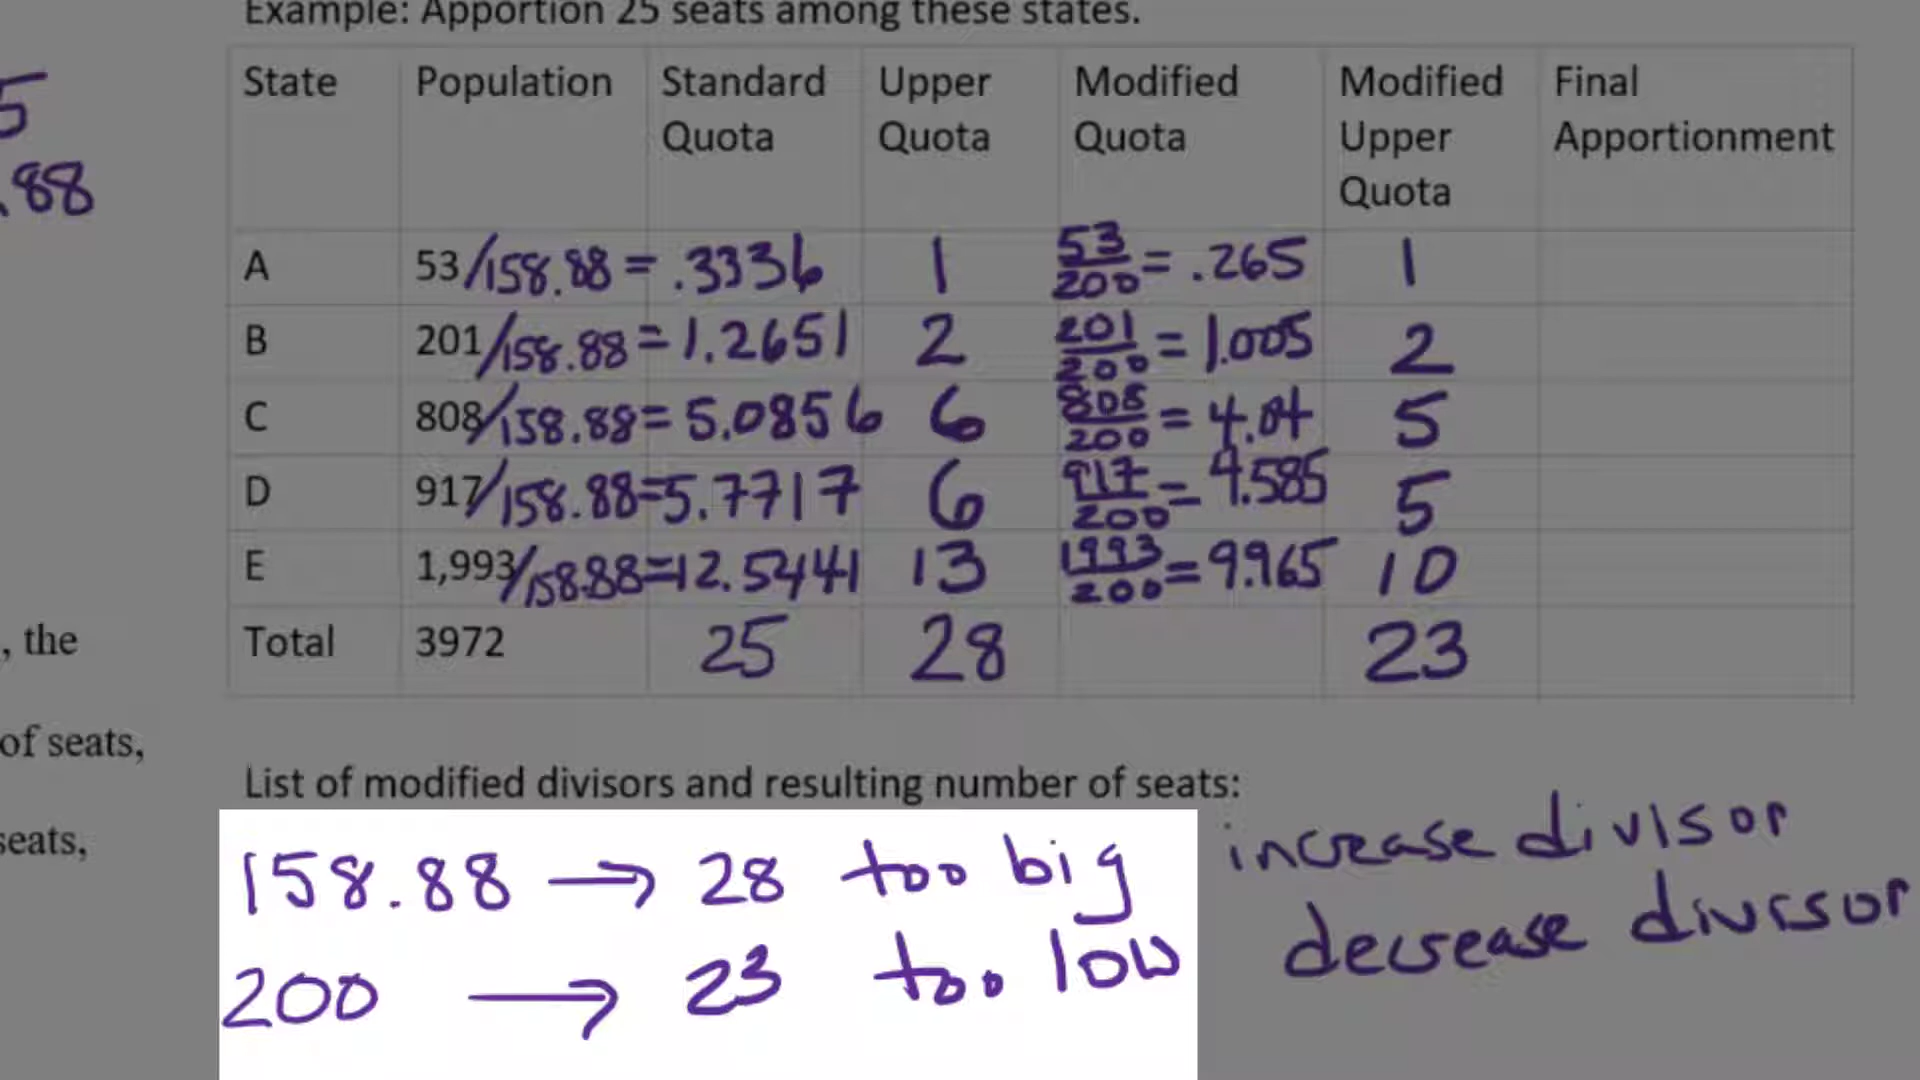 Example: Apportion 25 seats among these states.
5
.88
State Population Standard Quota Upper Quota Modified Quota Modified Upper Quota Final Apportionment
A 53/158.88 = .3336 1 53/200 = .265 1
B 201/158.88 = 1.2651 2 201/200 = 1.005 2
C 808/158.88 = 5.0856 6 808/200 = 4.04 5
D 917/158.88 = 5.7717 6 917/200 = 4.585 5
E 1,993/158.88 = 12.5441 13 1993/200 = 9.965 10
Total 3972 25 28 23
, the
of seats,
seats,
List of modified divisors and resulting number of seats:
158.88 → 28 too big increase divisor
200 → 23 too low decrease divisor